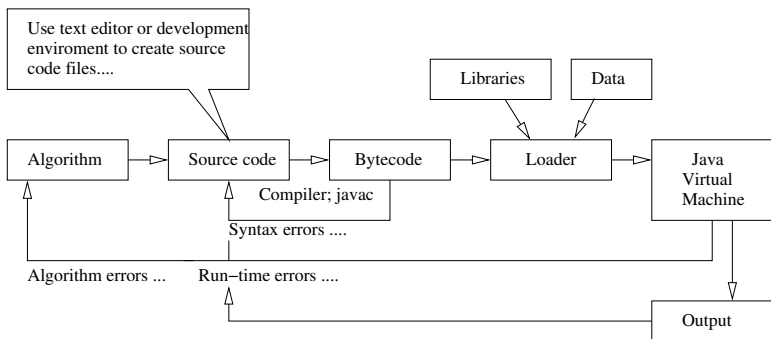 Use text editor or development
enviroment to create source
code files....
Libraries
Data
Algorithm
Source code
Bytecode
Loader
Java
Virtual
Machine
Compiler; javac
Syntax errors ....
Algorithm errors ...
Run-time errors ....
Output